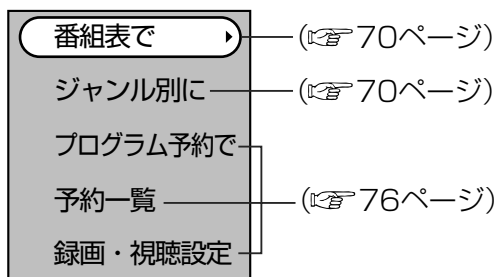 番組表で (☞70ページ)
ジャンル別に (☞70ページ)
プログラム予約で
予約一覧 (☞76ページ)
録画・視聴設定